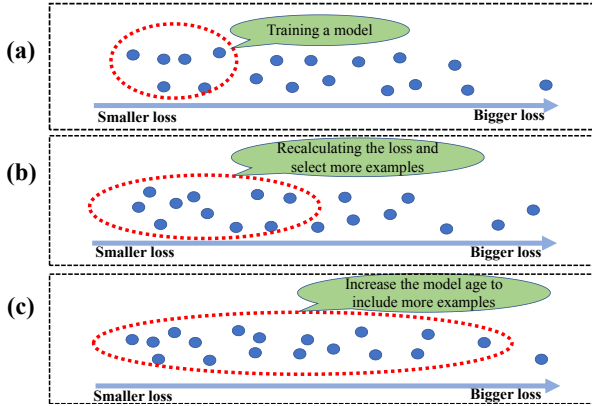 (a)
Training a model
Smaller loss
Bigger loss
(b)
Recalculating the loss and
select more examples
Smaller loss
Bigger loss
(c)
Increase the model age to
include more examples
Smaller loss
Bigger loss